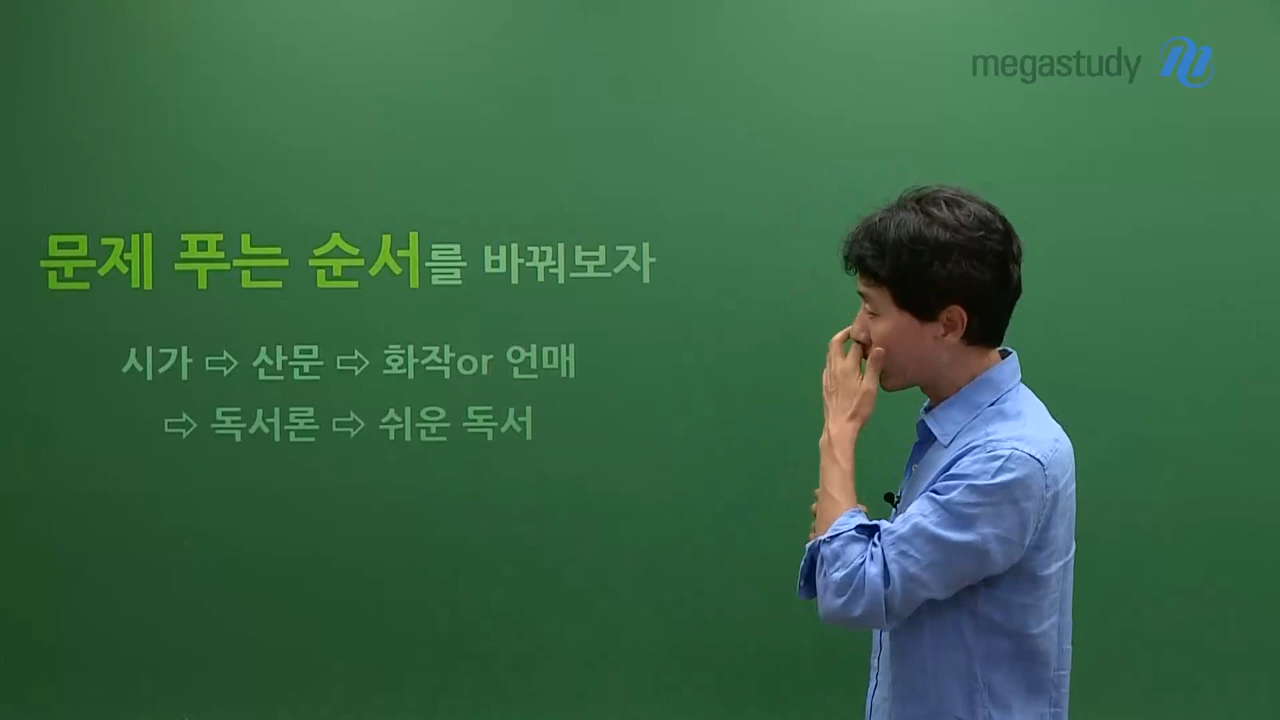 megastudy
문제 푸는 순서를 바꿔보자
시가 ⇨ 산문 ⇨ 화작or 언매
⇨ 독서론 ⇨ 쉬운 독서